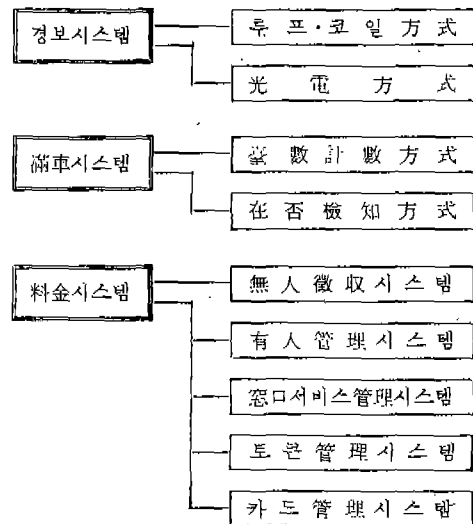 경보시스템
루프·코일方式
光電方式
滿車시스템
臺數計數方式
在否檢知方式
料金시스템
無人徵収시스템
有人管理시스템
窓口서비스管理시스템
토큰管理시스템
카드管理시스템